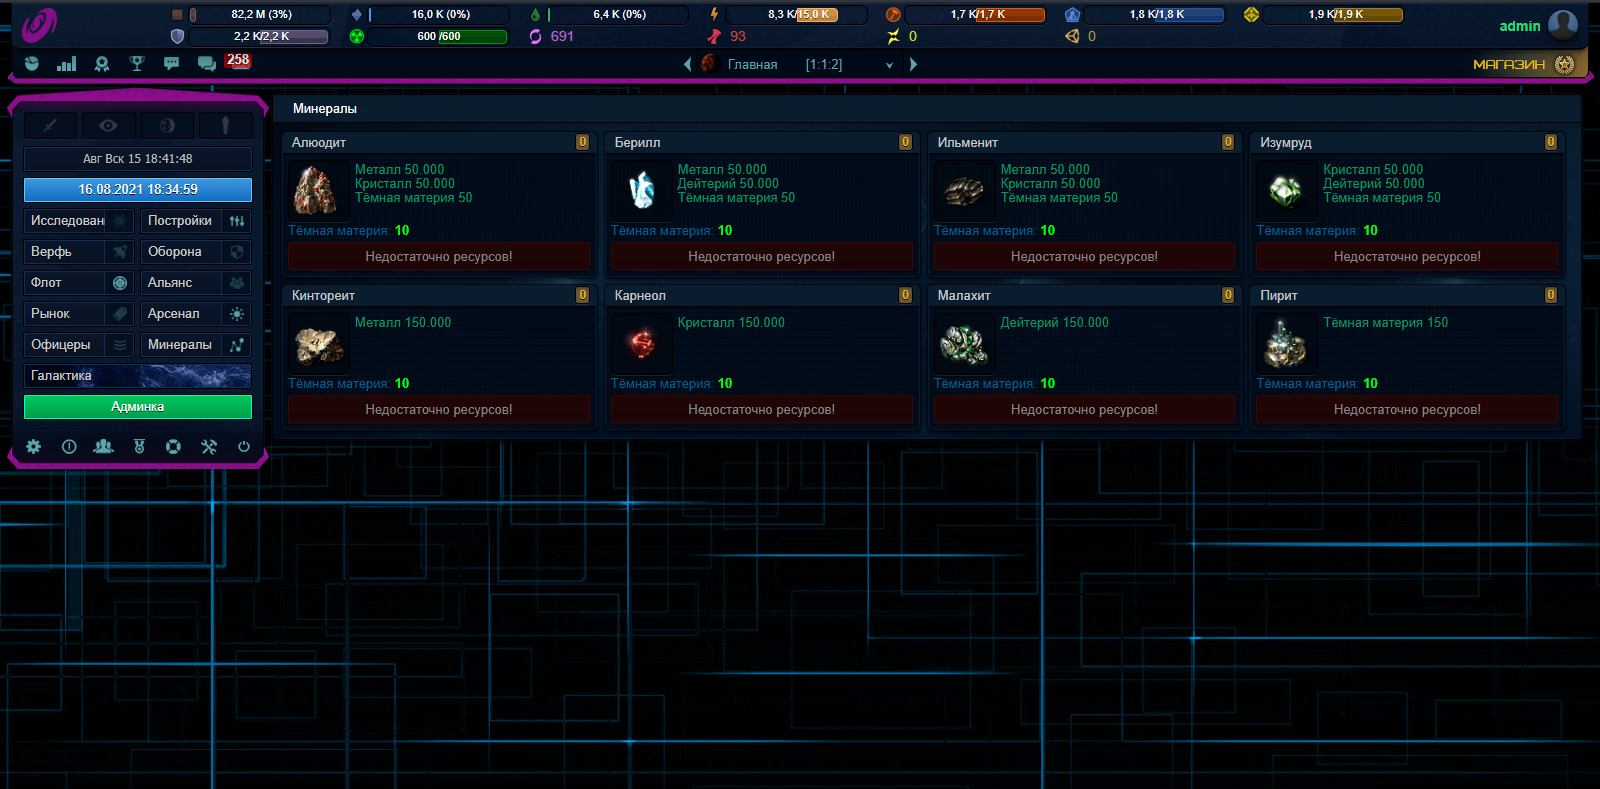 82,2 M (3%)
16,0 K (0%)
6,4 K (0%)
8,3 K/15,0 K
1,7 K/1,7 K
1,8 K/1,8 K
1,9 K/1,9 K
2,2 K/2,2 K
600 /600
691
93
0
0
admin
258
Главная [1:1:2]
МАГАЗИН
Авг Вск 15 18:41:48
16.08.2021 18:34:59
Исследован
Постройки
Верфь
Оборона
Флот
Альянс
Рынок
Арсенал
Офицеры
Минералы
Галактика
Админка
Минералы
Алюодит 0
Металл 50.000
Кристалл 50.000
Тёмная материя 50
Тёмная материя: 10
Недостаточно ресурсов!
Берилл 0
Металл 50.000
Дейтерий 50.000
Тёмная материя 50
Тёмная материя: 10
Недостаточно ресурсов!
Ильменит 0
Металл 50.000
Кристалл 50.000
Тёмная материя 50
Тёмная материя: 10
Недостаточно ресурсов!
Изумруд 0
Кристалл 50.000
Дейтерий 50.000
Тёмная материя 50
Тёмная материя: 10
Недостаточно ресурсов!
Кинтореит 0
Металл 150.000
Тёмная материя: 10
Недостаточно ресурсов!
Карнеол 0
Кристалл 150.000
Тёмная материя: 10
Недостаточно ресурсов!
Малахит 0
Дейтерий 150.000
Тёмная материя: 10
Недостаточно ресурсов!
Пирит 0
Тёмная материя 150
Тёмная материя: 10
Недостаточно ресурсов!